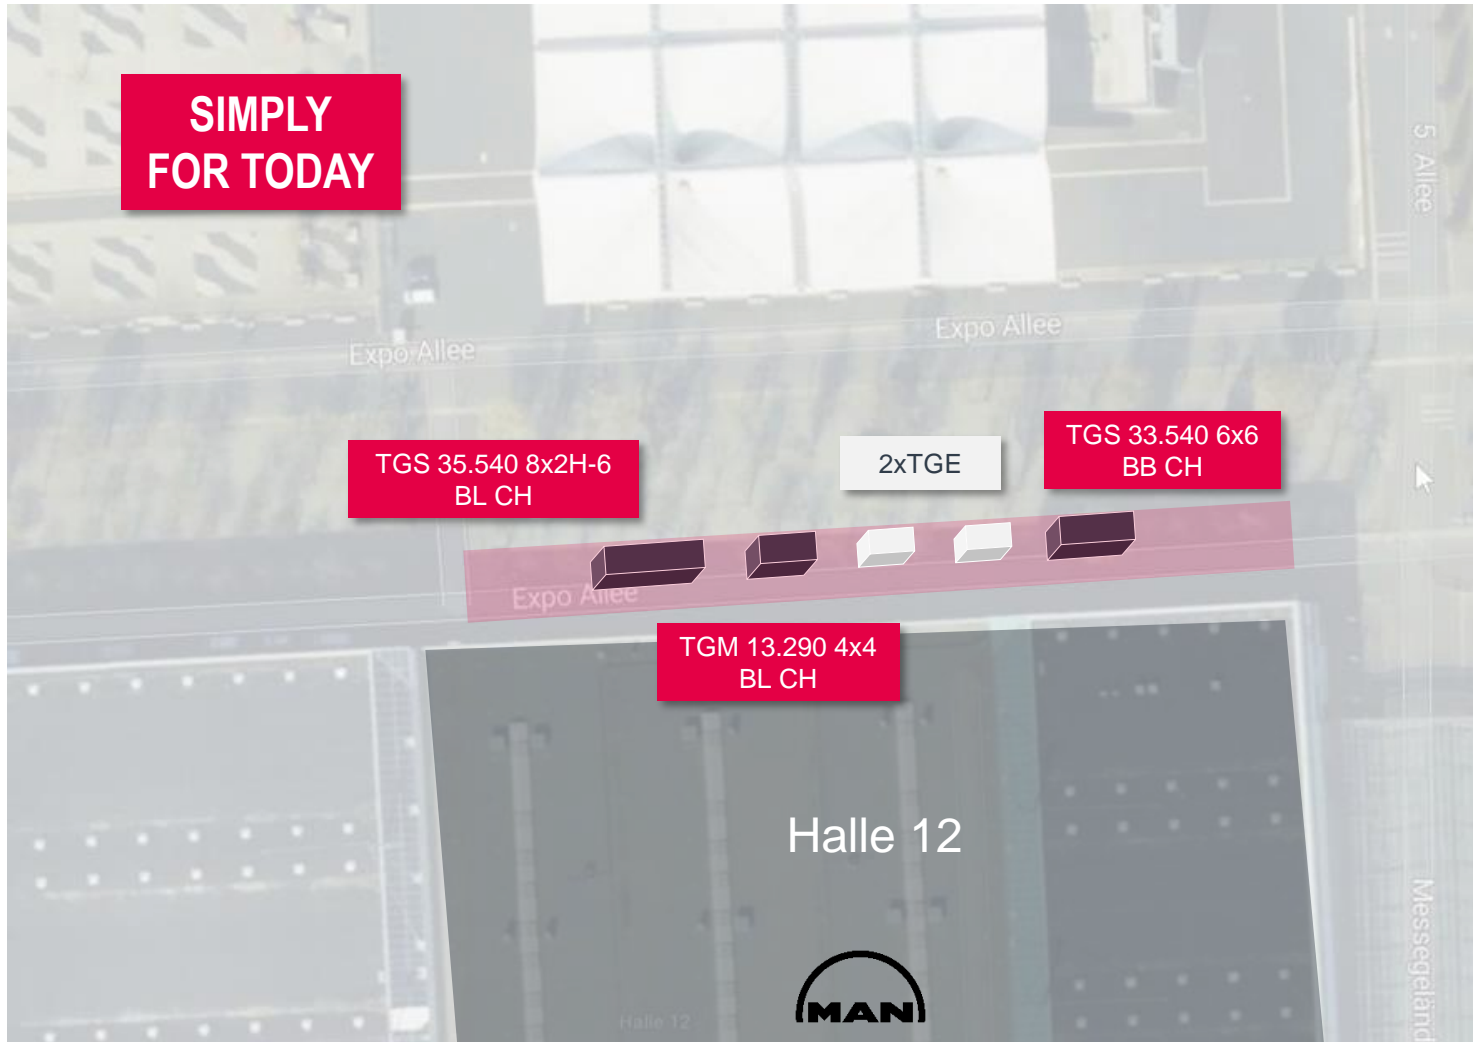 SIMPLY
FOR TODAY
5. Allee
Expo Allee
Expo Allee
TGS 35.540 8x2H-6
BL CH
2xTGE
TGS 33.540 6x6
BB CH
Expo Allee
TGM 13.290 4x4
BL CH
Halle 12
Messegeländ
MAN
Halle 12